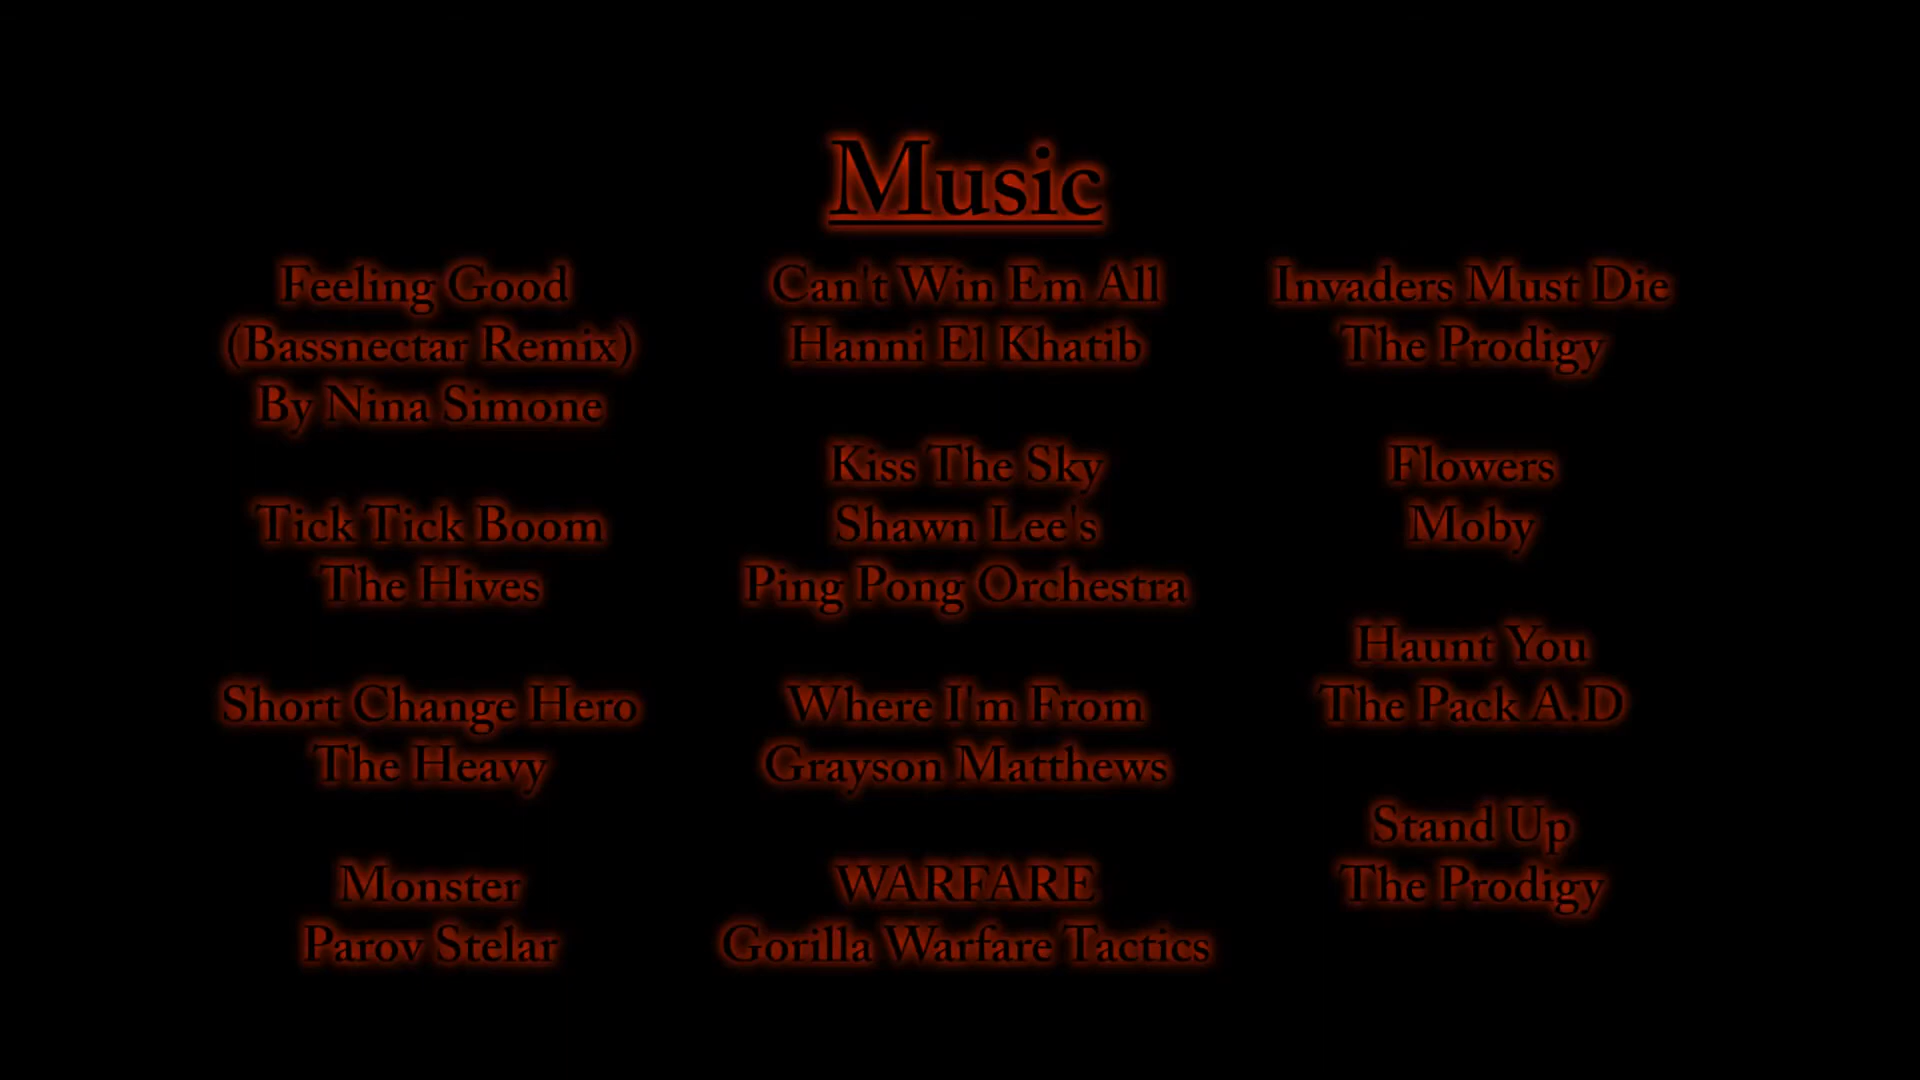 Music
Feeling Good
(Bassnectar Remix)
By Nina Simone
Tick Tick Boom
The Hives
Short Change Hero
The Heavy
Monster
Parov Stelar
Can't Win Em All
Hanni El Khatib
Kiss The Sky
Shawn Lee's
Ping Pong Orchestra
Where I'm From
Grayson Matthews
WARFARE
Gorilla Warfare Tactics
Invaders Must Die
The Prodigy
Flowers
Moby
Haunt You
The Pack A.D
Stand Up
The Prodigy